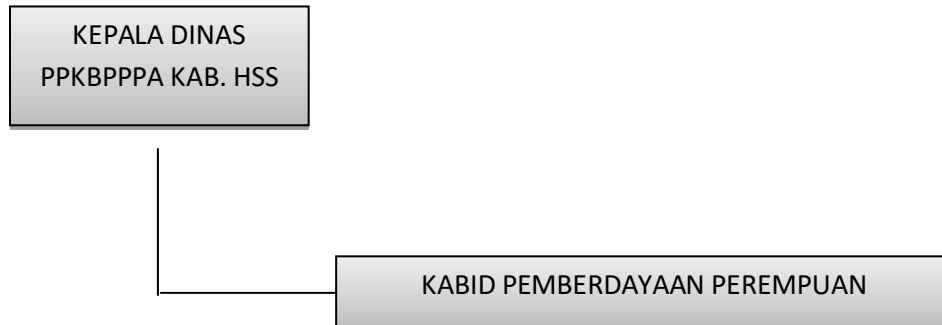 KEPALA DINAS
PPKBPPPA KAB. HSS
KABID PEMBERDAYAAN PEREMPUAN